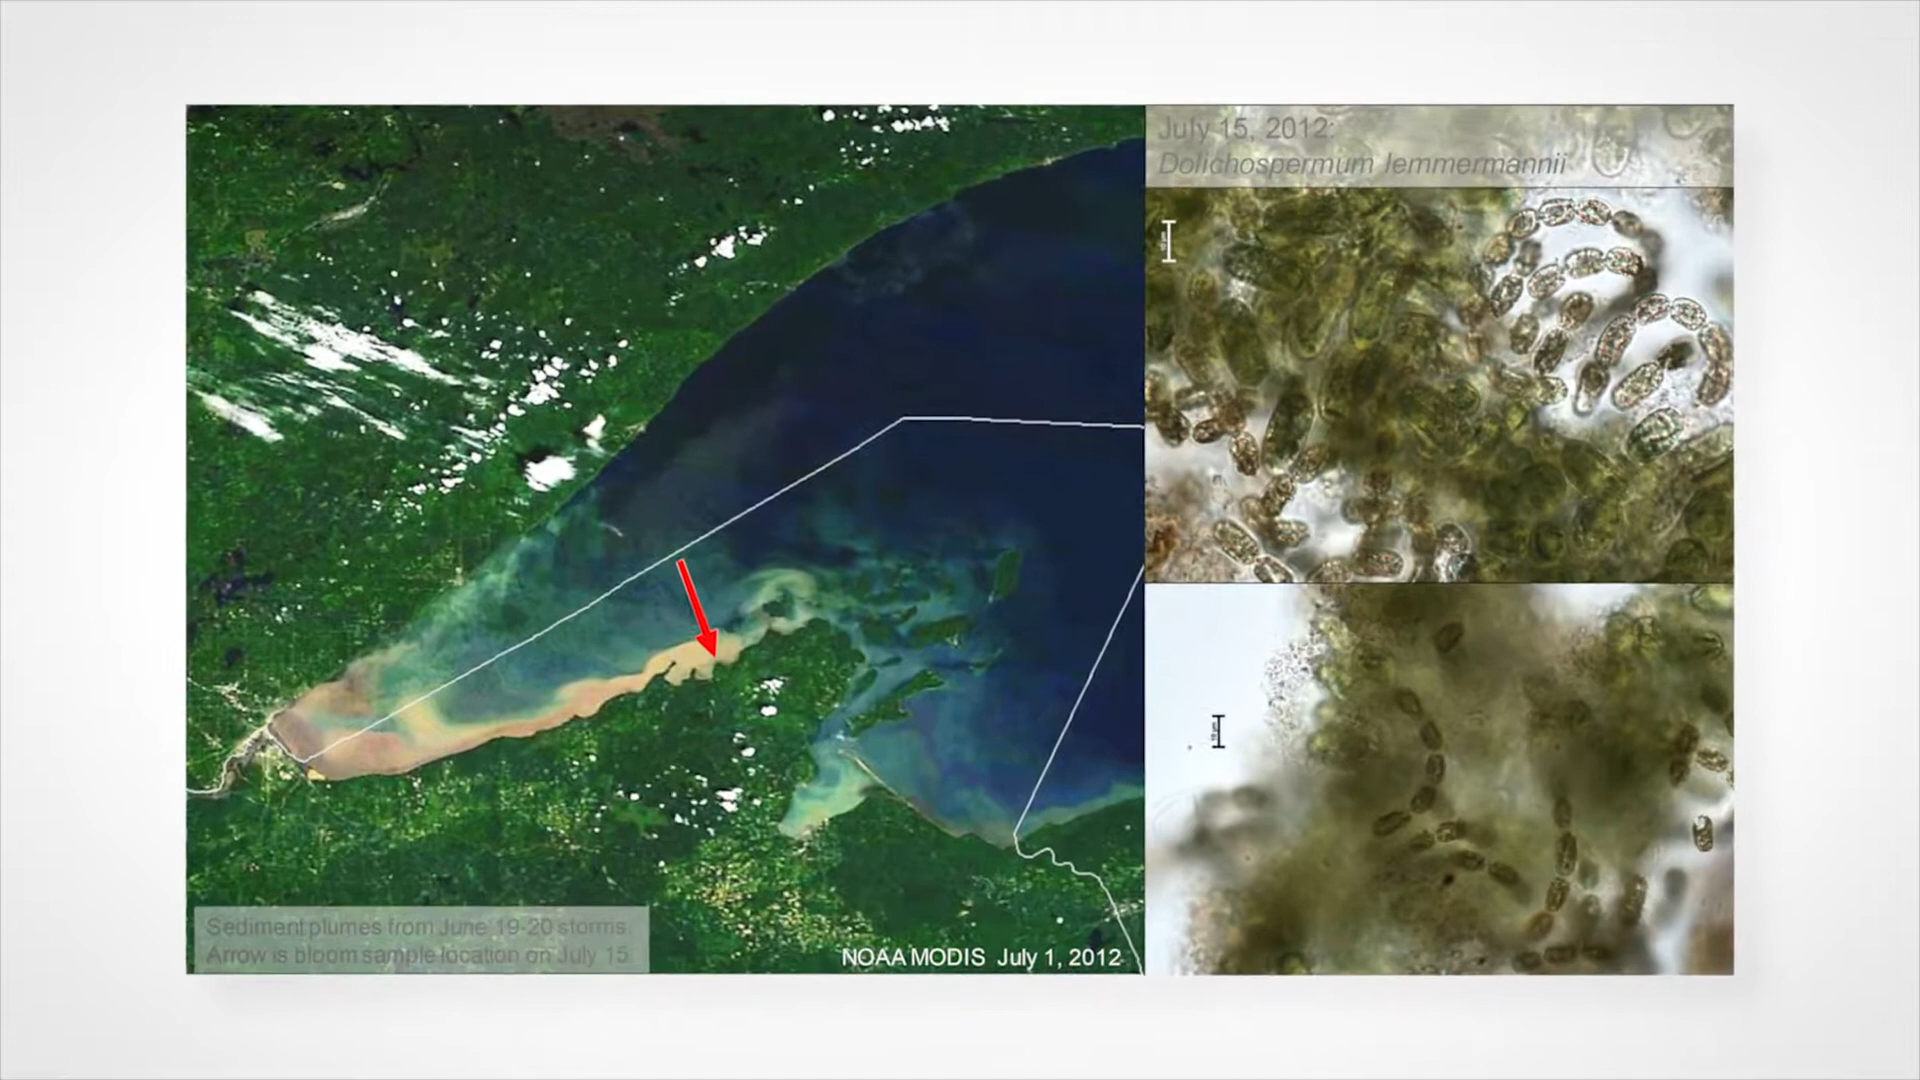 July 15, 2012:
Dolichospermum lemmermannii
Sediment plumes from June 19-20 storms.
Arrow is bloom sample location on July 15.
NOAA MODIS July 1, 2012